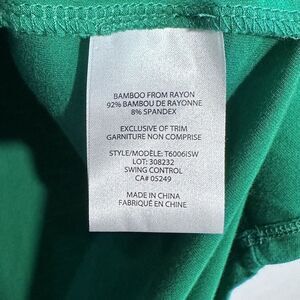 BAMBOO FROM RAYON
92% BAMBOU DE RAYONNE
8% SPANDEX
EXCLUSIVE OF TRIM
GARNITURE NON COMPRISE
STYLE/MODÈLE: T6006ISW
LOT: 308232
SWING CONTROL
CA# 05249
MADE IN CHINA
FABRIQUÉ EN CHINE